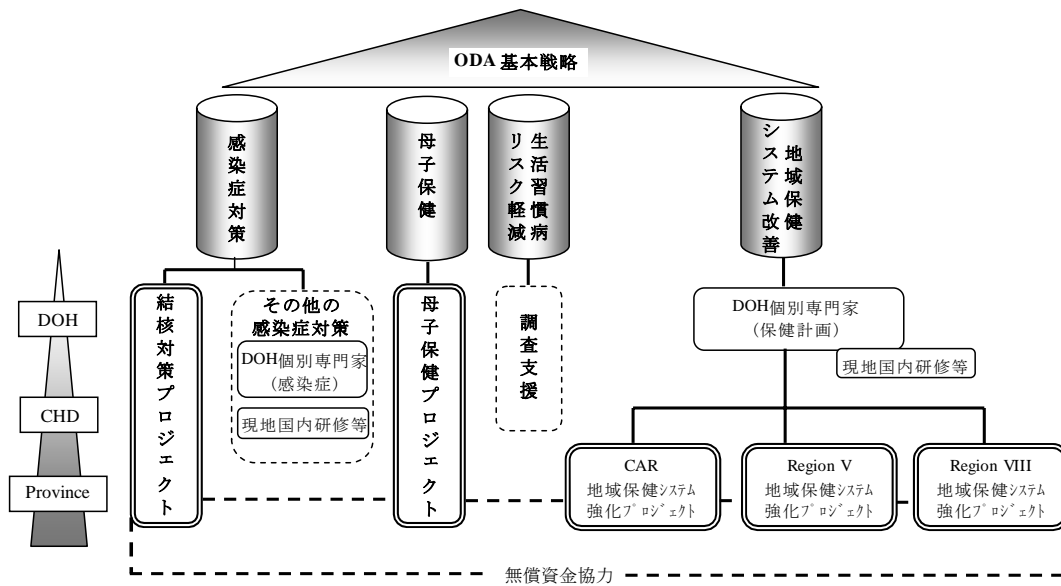 ODA 基本戦略
感染症対策
母子保健
生活習慣病
リスク軽減
地域保健
システム改善
DOH
CHD
Province
結核対策プロジェクト
その他の
感染症対策
DOH個別専門家
(感染症)
現地国内研修等
母子保健プロジェクト
調査支援
DOH個別専門家
(保健計画)
現地国内研修等
CAR
地域保健ｼｽﾃﾑ
強化ﾌﾟﾛｼﾞｪｸﾄ
Region V
地域保健ｼｽﾃﾑ
強化ﾌﾟﾛｼﾞｪｸﾄ
Region VIII
地域保健ｼｽﾃﾑ
強化ﾌﾟﾛｼﾞｪｸﾄ
無償資金協力